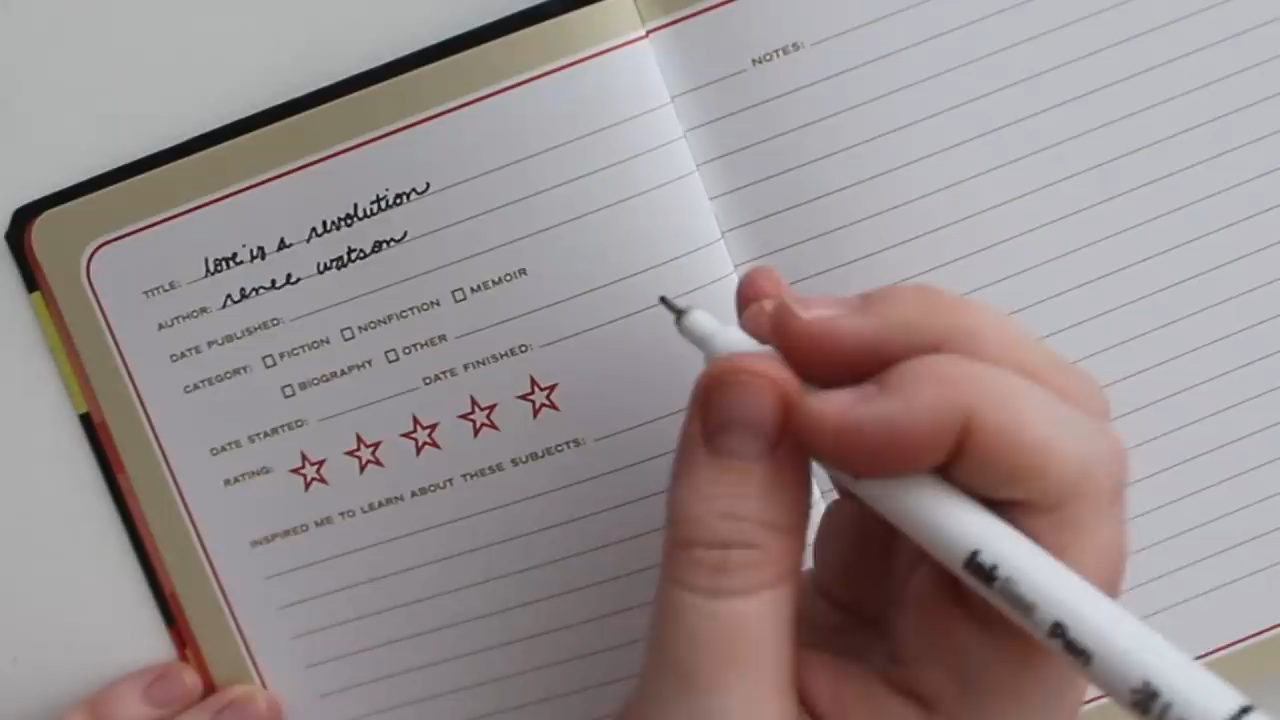 TITLE: love is a revolution
AUTHOR: renee watson
DATE PUBLISHED:
CATEGORY: FICTION NONFICTION MEMOIR
BIOGRAPHY OTHER
DATE STARTED: DATE FINISHED:
RATING:
INSPIRED ME TO LEARN ABOUT THESE SUBJECTS:
NOTES:
Ink
Pen